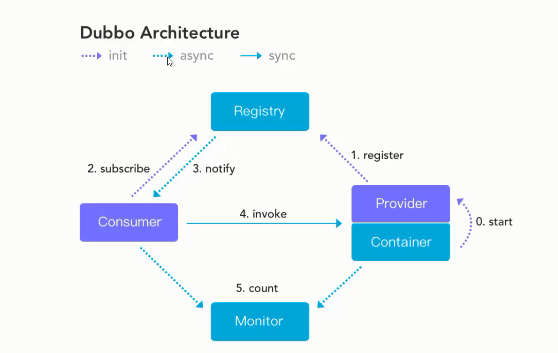 Dubbo Architecture
init async sync
Registry
1. register
2. subscribe 3. notify
Provider
Consumer 4. invoke 0. start
Container
5. count
Monitor